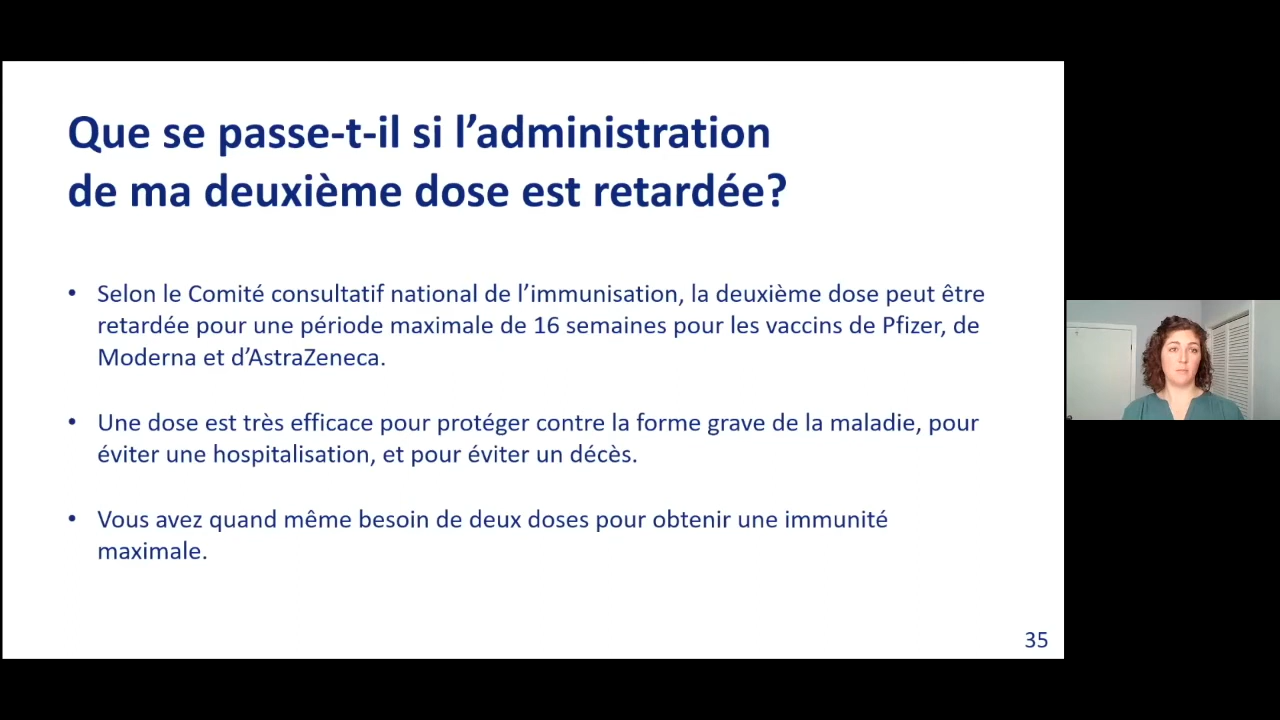 Que se passe-t-il si l’administration
de ma deuxième dose est retardée?
• Selon le Comité consultatif national de l’immunisation, la deuxième dose peut être
retardée pour une période maximale de 16 semaines pour les vaccins de Pfizer, de
Moderna et d’AstraZeneca.
• Une dose est très efficace pour protéger contre la forme grave de la maladie, pour
éviter une hospitalisation, et pour éviter un décès.
• Vous avez quand même besoin de deux doses pour obtenir une immunité
maximale.
35